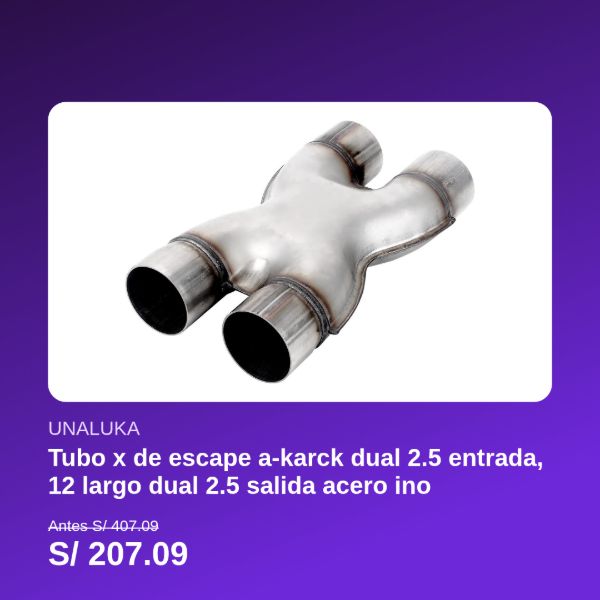 UNALUKA
Tubo x de escape a-karck dual 2.5 entrada,
12 largo dual 2.5 salida acero ino
Antes S/ 407.09
S/ 207.09